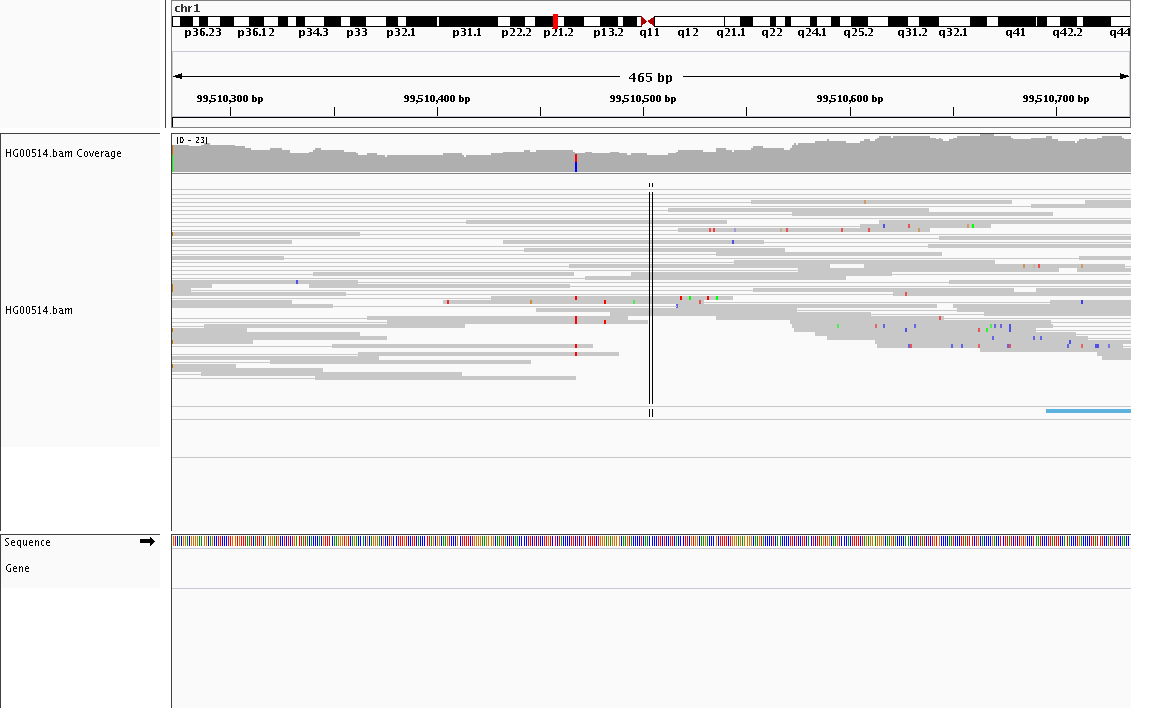 chr1
p36.23 p36.12 p34.3 p33 p32.1 p31.1 p22.2 p21.2 p13.2 q11 q12 q21.1 q22 q24.1 q25.2 q31.2 q32.1 q41 q42.2 q44
465 bp
99,510,300 bp 99,510,400 bp 99,510,500 bp 99,510,600 bp 99,510,700 bp
[0 - 23]
HG00514.bam Coverage
HG00514.bam
Sequence
Gene